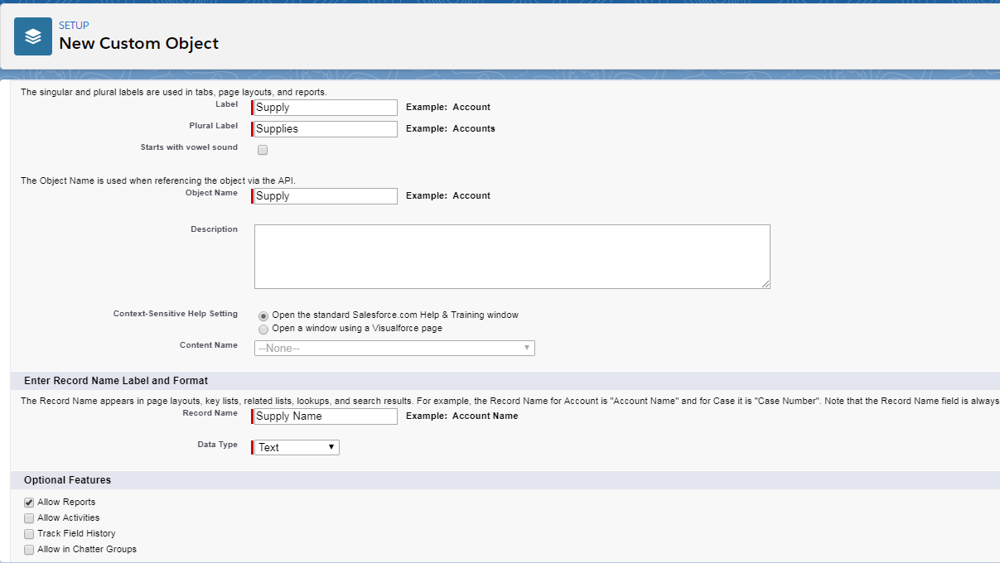 SETUP
New Custom Object
The singular and plural labels are used in tabs, page layouts, and reports.
Label Supply Example: Account
Plural Label Supplies Example: Accounts
Starts with vowel sound
The Object Name is used when referencing the object via the API.
Object Name Supply Example: Account
Description
Context-Sensitive Help Setting Open the standard Salesforce.com Help & Training window
Open a window using a Visualforce page
Content Name --None--
Enter Record Name Label and Format
The Record Name appears in page layouts, key lists, related lists, lookups, and search results. For example, the Record Name for Account is "Account Name" and for Case it is "Case Number". Note that the Record Name field is always
Record Name Supply Name Example: Account Name
Data Type Text
Optional Features
Allow Reports
Allow Activities
Track Field History
Allow in Chatter Groups